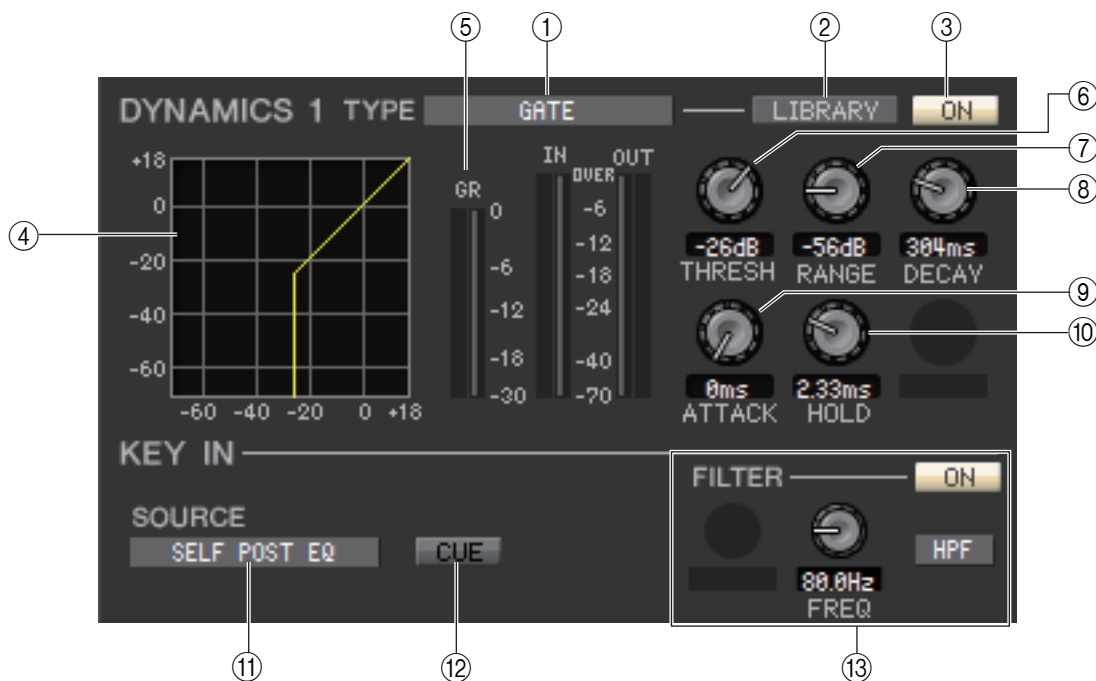 ⑤ ① ② ③
DYNAMICS 1 TYPE GATE LIBRARY ON
⑥
⑦
⑧
④
⑨
⑩
+18
0
-20
-40
-60
-60 -40 -20 0 +18
GR
0
-6
-12
-18
-30
IN OUT
OVER
-6
-12
-18
-24
-40
-70
-26dB -56dB 304ms
THRESH RANGE DECAY
0ms 2.33ms
ATTACK HOLD
KEY IN
FILTER ON
SOURCE
SELF POST EQ CUE
HPF
80.0Hz
FREQ
⑪ ⑫ ⑬